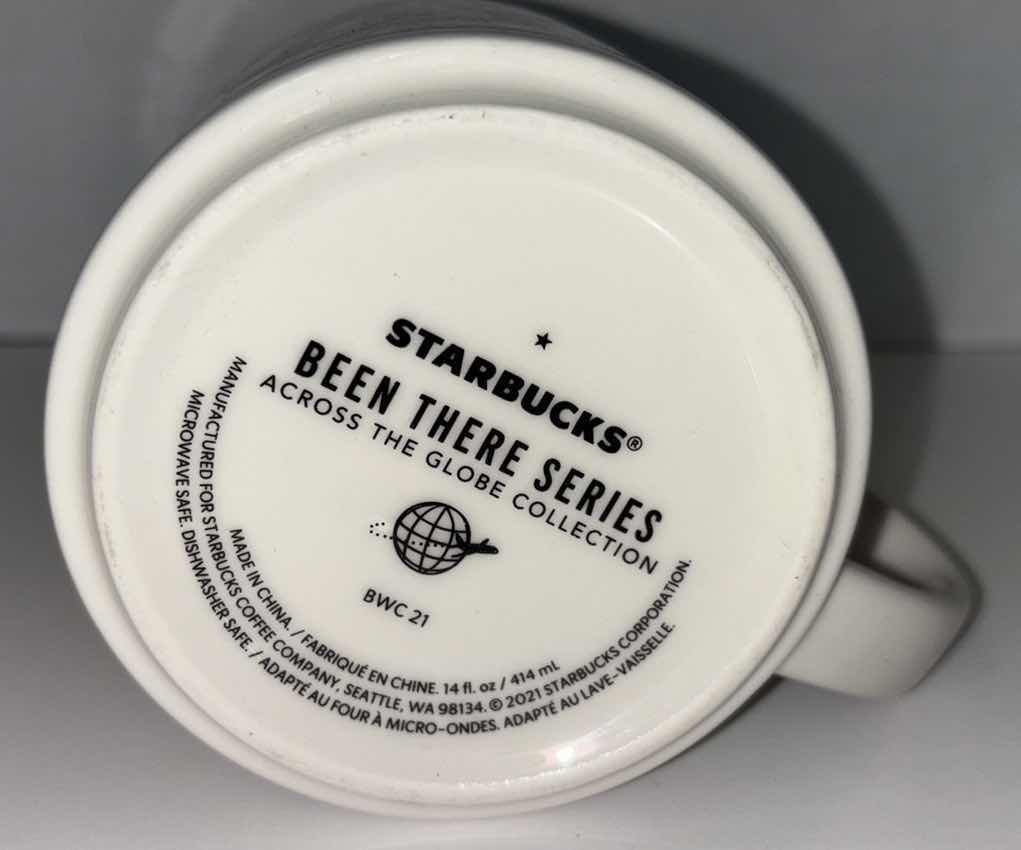 STARBUCKS®
BEEN THERE SERIES
ACROSS THE GLOBE COLLECTION
BWC 21
MADE IN CHINA. / FABRIQUÉ EN CHINE. 14 fl. oz / 414 mL
MANUFACTURED FOR STARBUCKS COFFEE COMPANY, SEATTLE, WA 98134. © 2021 STARBUCKS CORPORATION.
MICROWAVE SAFE. DISHWASHER SAFE. / ADAPTÉ AU FOUR À MICRO-ONDES. ADAPTÉ AU LAVE-VAISSELLE.